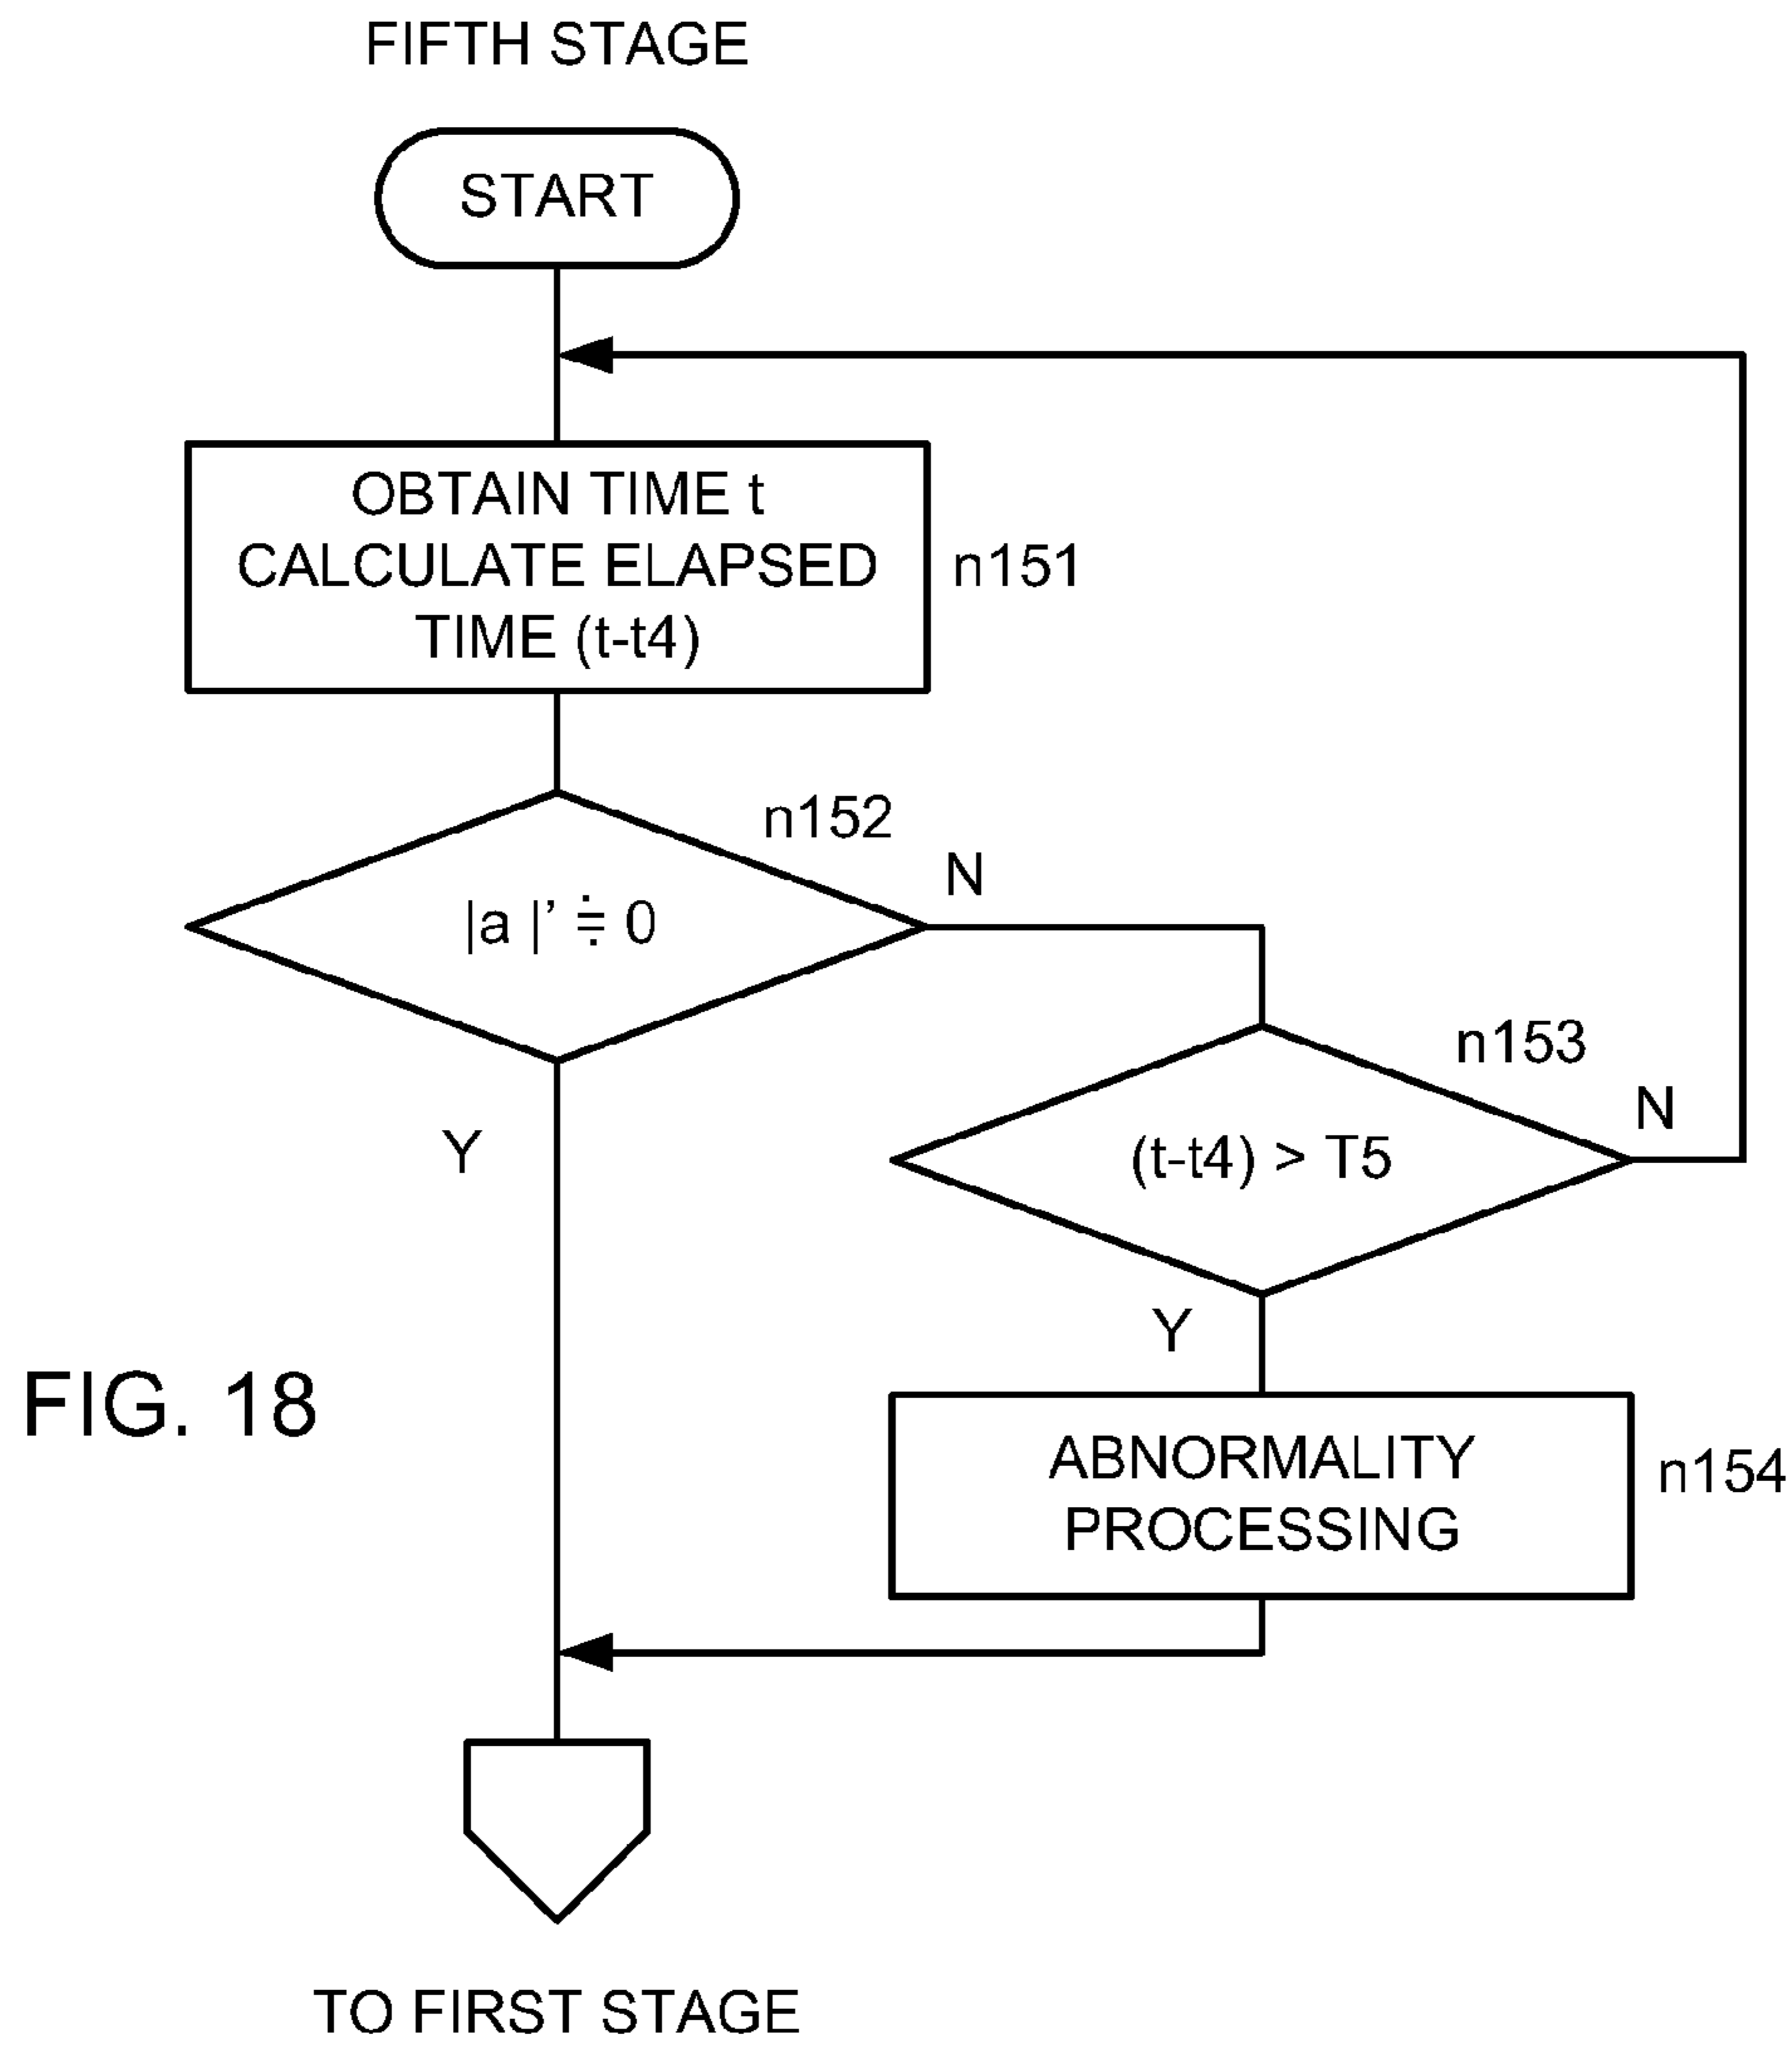 FIFTH STAGE
START
OBTAIN TIME t
CALCULATE ELAPSED
TIME (t-t4)
n151
n152
|a |’ ≑ 0
N
Y
n153
(t-t4) > T5
N
Y
FIG. 18
ABNORMALITY
PROCESSING
n154
TO FIRST STAGE